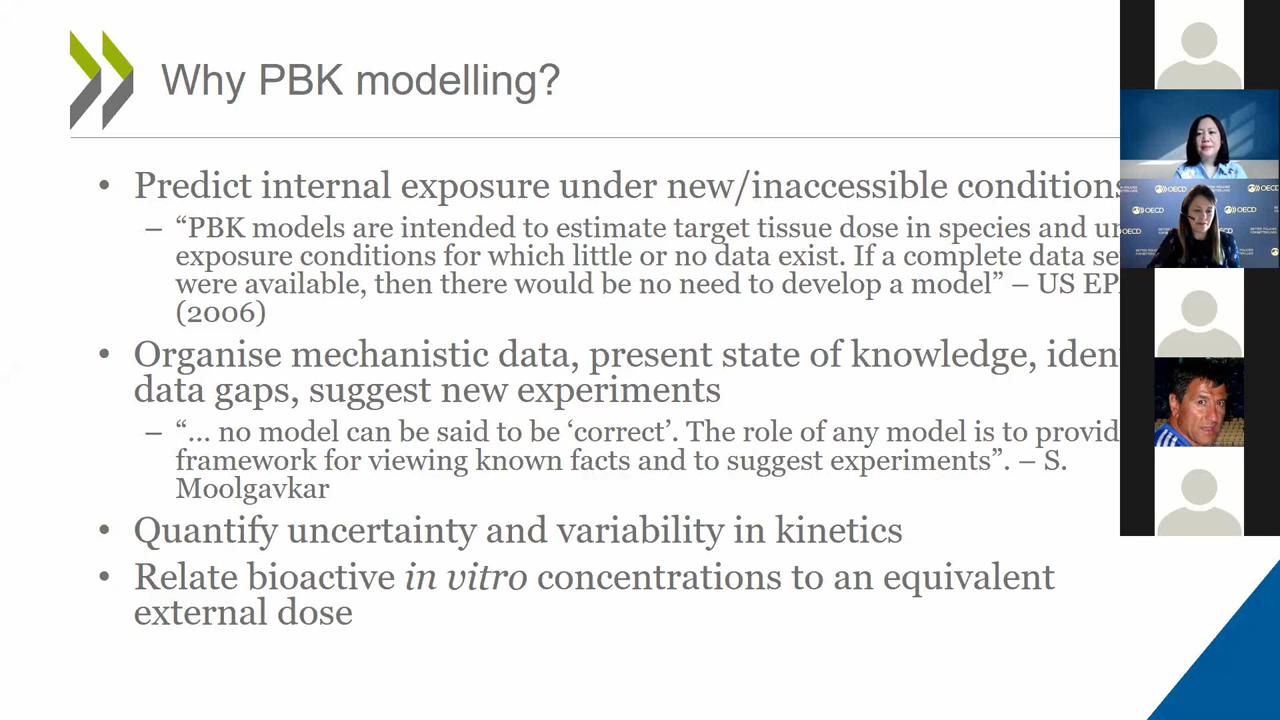 Why PBK modelling?
• Predict internal exposure under new/inaccessible conditions
– “PBK models are intended to estimate target tissue dose in species and
exposure conditions for which little or no data exist. If a complete data
were available, then there would be no need to develop a model” – US
(2006)
• Organise mechanistic data, present state of knowledge,
data gaps, suggest new experiments
– “... no model can be said to be ‘correct’. The role of any model is to
framework for viewing known facts and to suggest experiments”. – S.
Moolgavkar
• Quantify uncertainty and variability in kinetics
• Relate bioactive in vitro concentrations to an equivalent
external dose
OECD
OECD
OECD
OECD